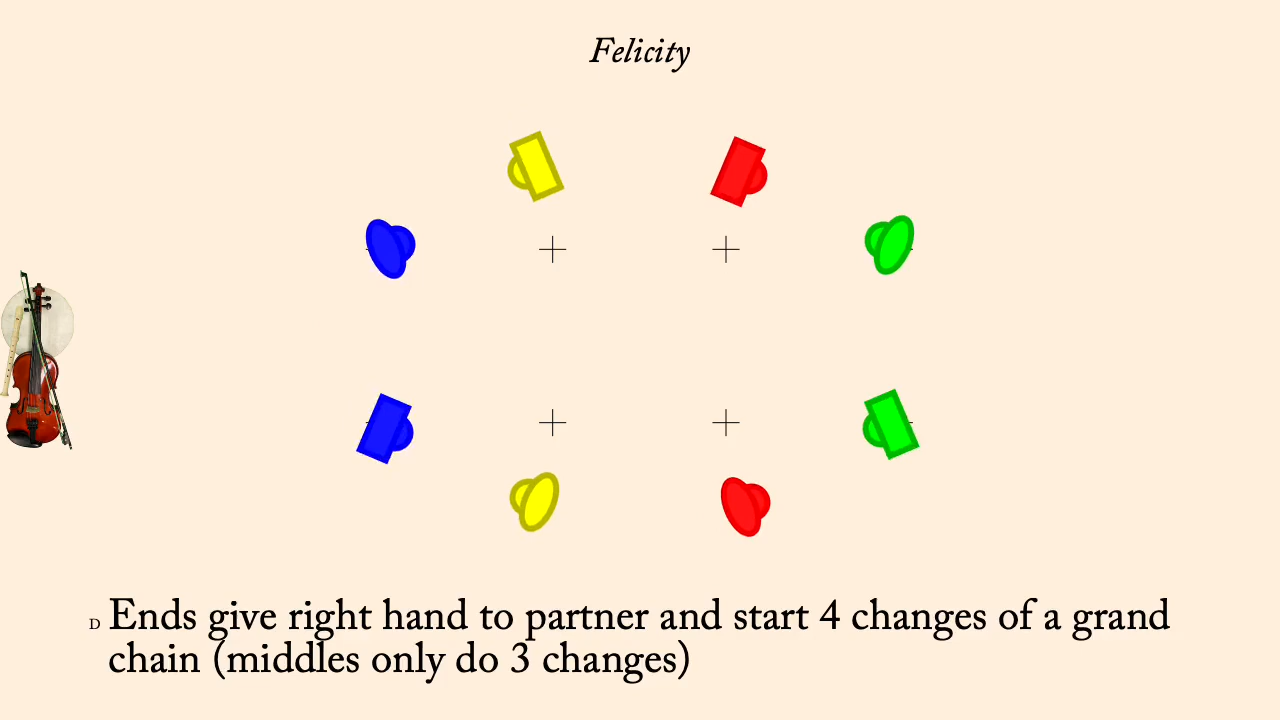 Felicity
D Ends give right hand to partner and start 4 changes of a grand
chain (middles only do 3 changes)